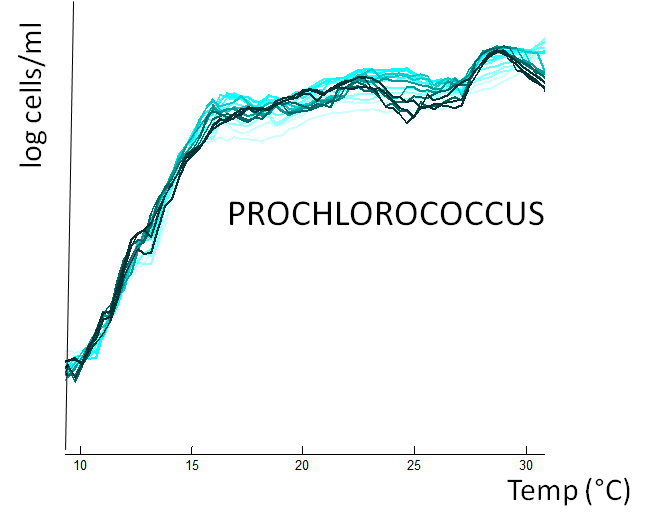 log cells/ml
PROCHLOROCOCCUS
10 15 20 25 30
Temp (°C)